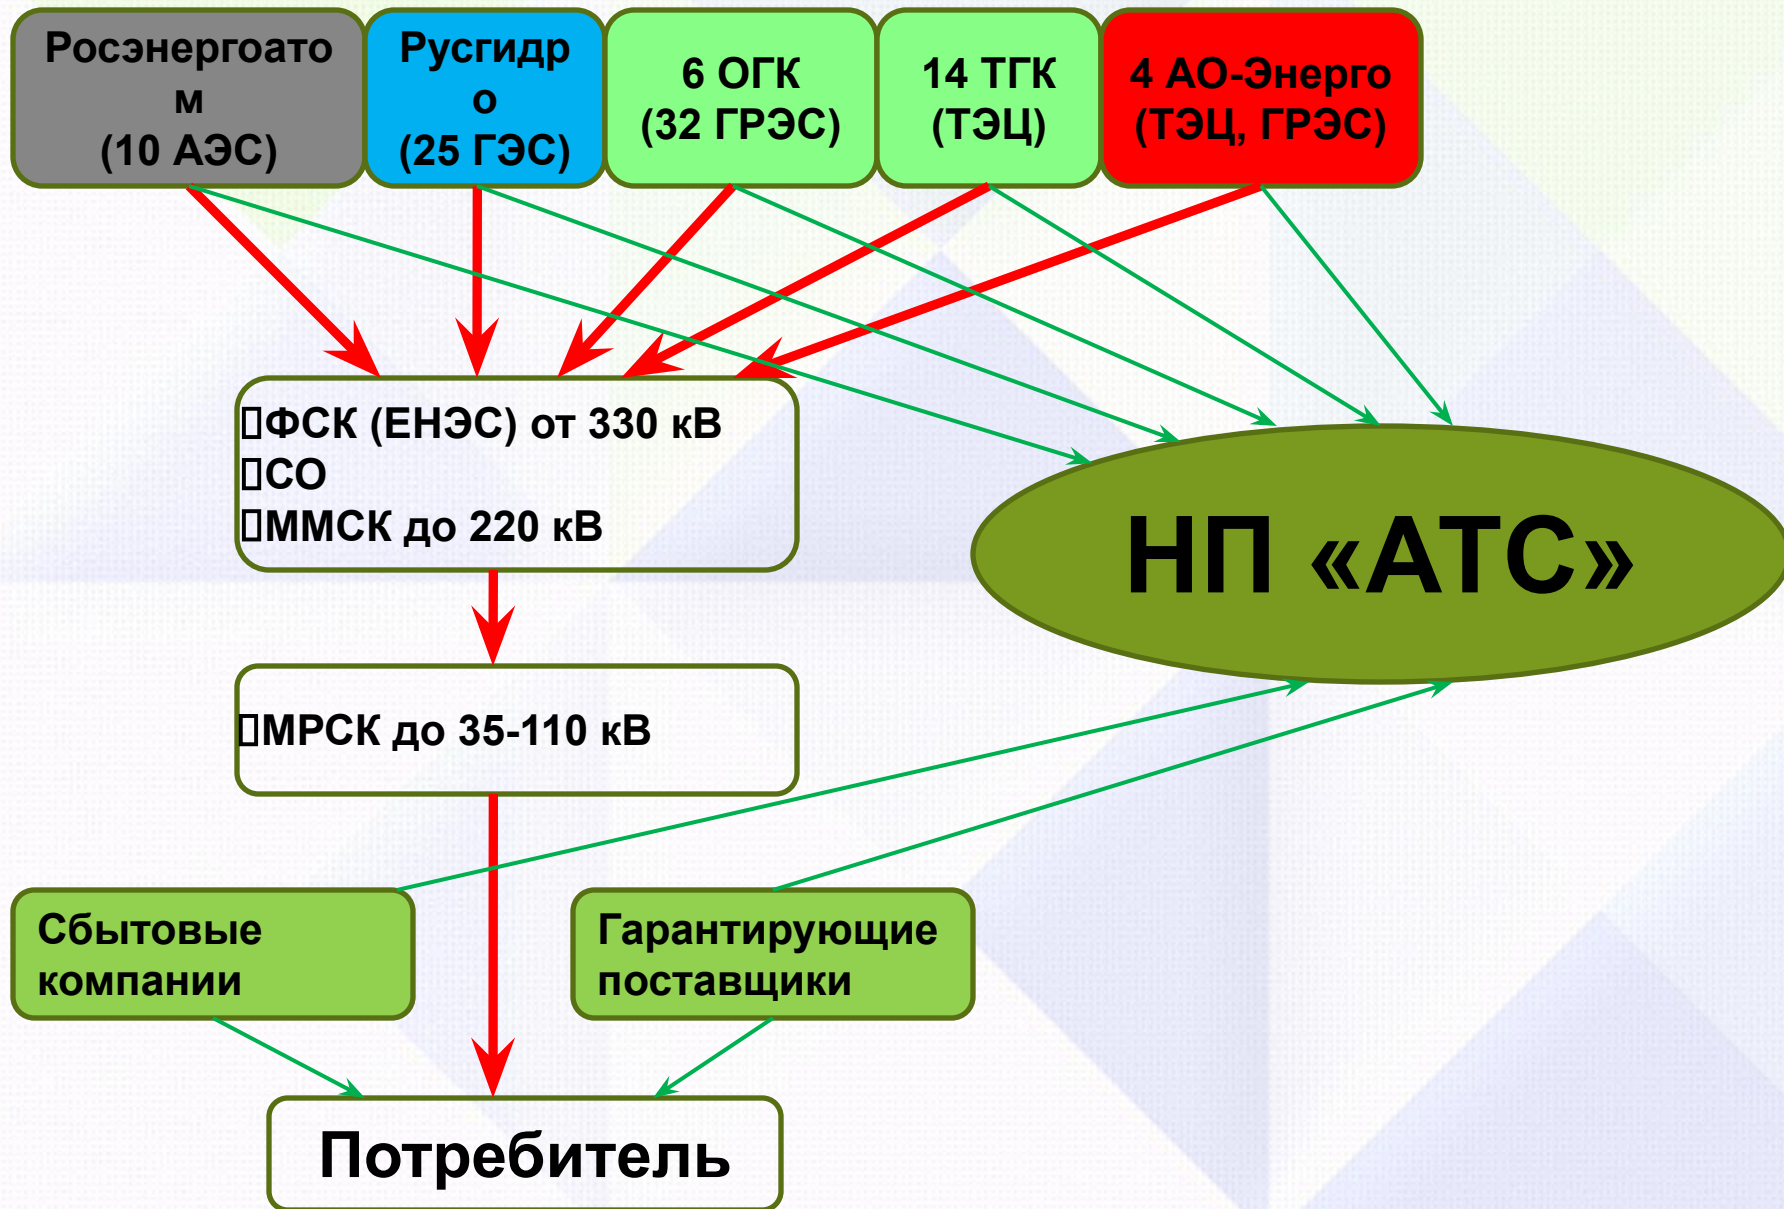 Росэнергоато
м
(10 АЭС)
Русгидр
о
(25 ГЭС)
6 ОГК
(32 ГРЭС)
14 ТГК
(ТЭЦ)
4 АО-Энерго
(ТЭЦ, ГРЭС)
ФСК (ЕНЭС) от 330 кВ
СО
ММСК до 220 кВ
НП «АТС»
МРСК до 35-110 кВ
Сбытовые
компании
Гарантирующие
поставщики
Потребитель